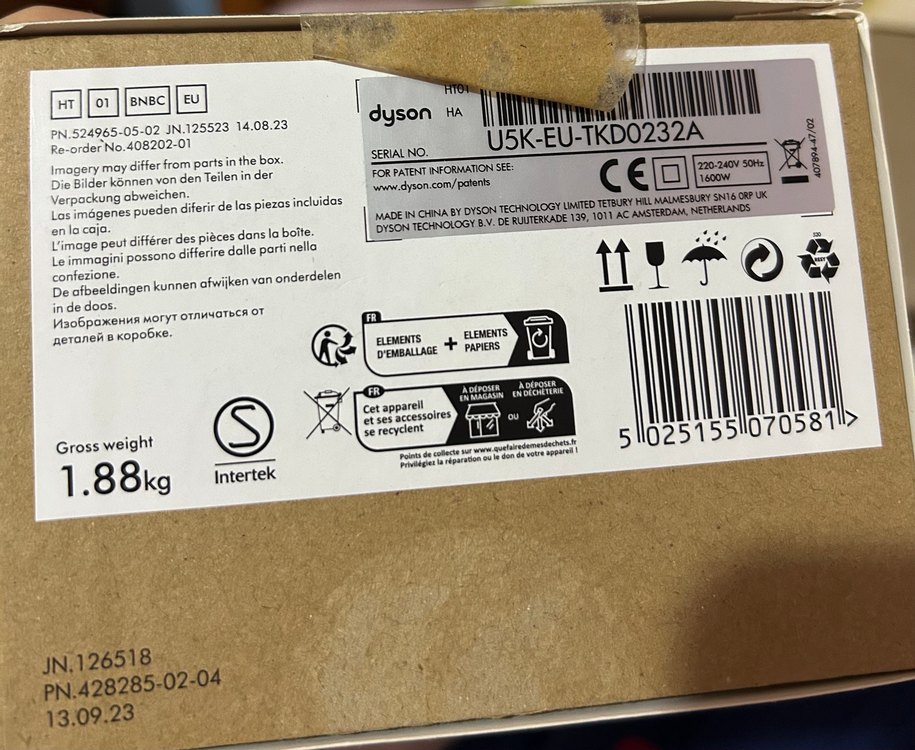 HT 01 BNBC EU
PN.524965-05-02 JN.125523 14.08.23
Re-order No.408202-01
Imagery may differ from parts in the box.
Die Bilder können von den Teilen in der
Verpackung abweichen.
Las imágenes pueden diferir de las piezas incluidas
en la caja.
L'image peut différer des pièces dans la boîte.
Le immagini possono differire dalle parti nella
confezione.
De afbeeldingen kunnen afwijken van onderdelen
in de doos.
Изображения могут отличаться от
деталей в коробке.
dyson
HA
SERIAL NO.
U5K-EU-TKD0232A
FOR PATENT INFORMATION SEE:
www.dyson.com/patents
CE
220-240V 50Hz
1600W
407894-47/02
MADE IN CHINA BY DYSON TECHNOLOGY LIMITED TETBURY HILL MALMESBURY SN16 0RP UK
DYSON TECHNOLOGY B.V. DE RUIJTERKADE 139, 1011 AC AMSTERDAM, NETHERLANDS
RESY
FR
ELEMENTS
D'EMBALLAGE
+
ELEMENTS
PAPIERS
FR
Cet appareil
et ses accessoires
se recyclent
À DÉPOSER
EN MAGASIN
OU
À DÉPOSER
EN DÉCHÈTERIE
Points de collecte sur www.quefairedemesdechets.fr
Privilégiez la réparation ou le don de votre appareil !
5 025155 070581 >
Gross weight
1.88kg
S
Intertek
JN.126518
PN.428285-02-04
13.09.23